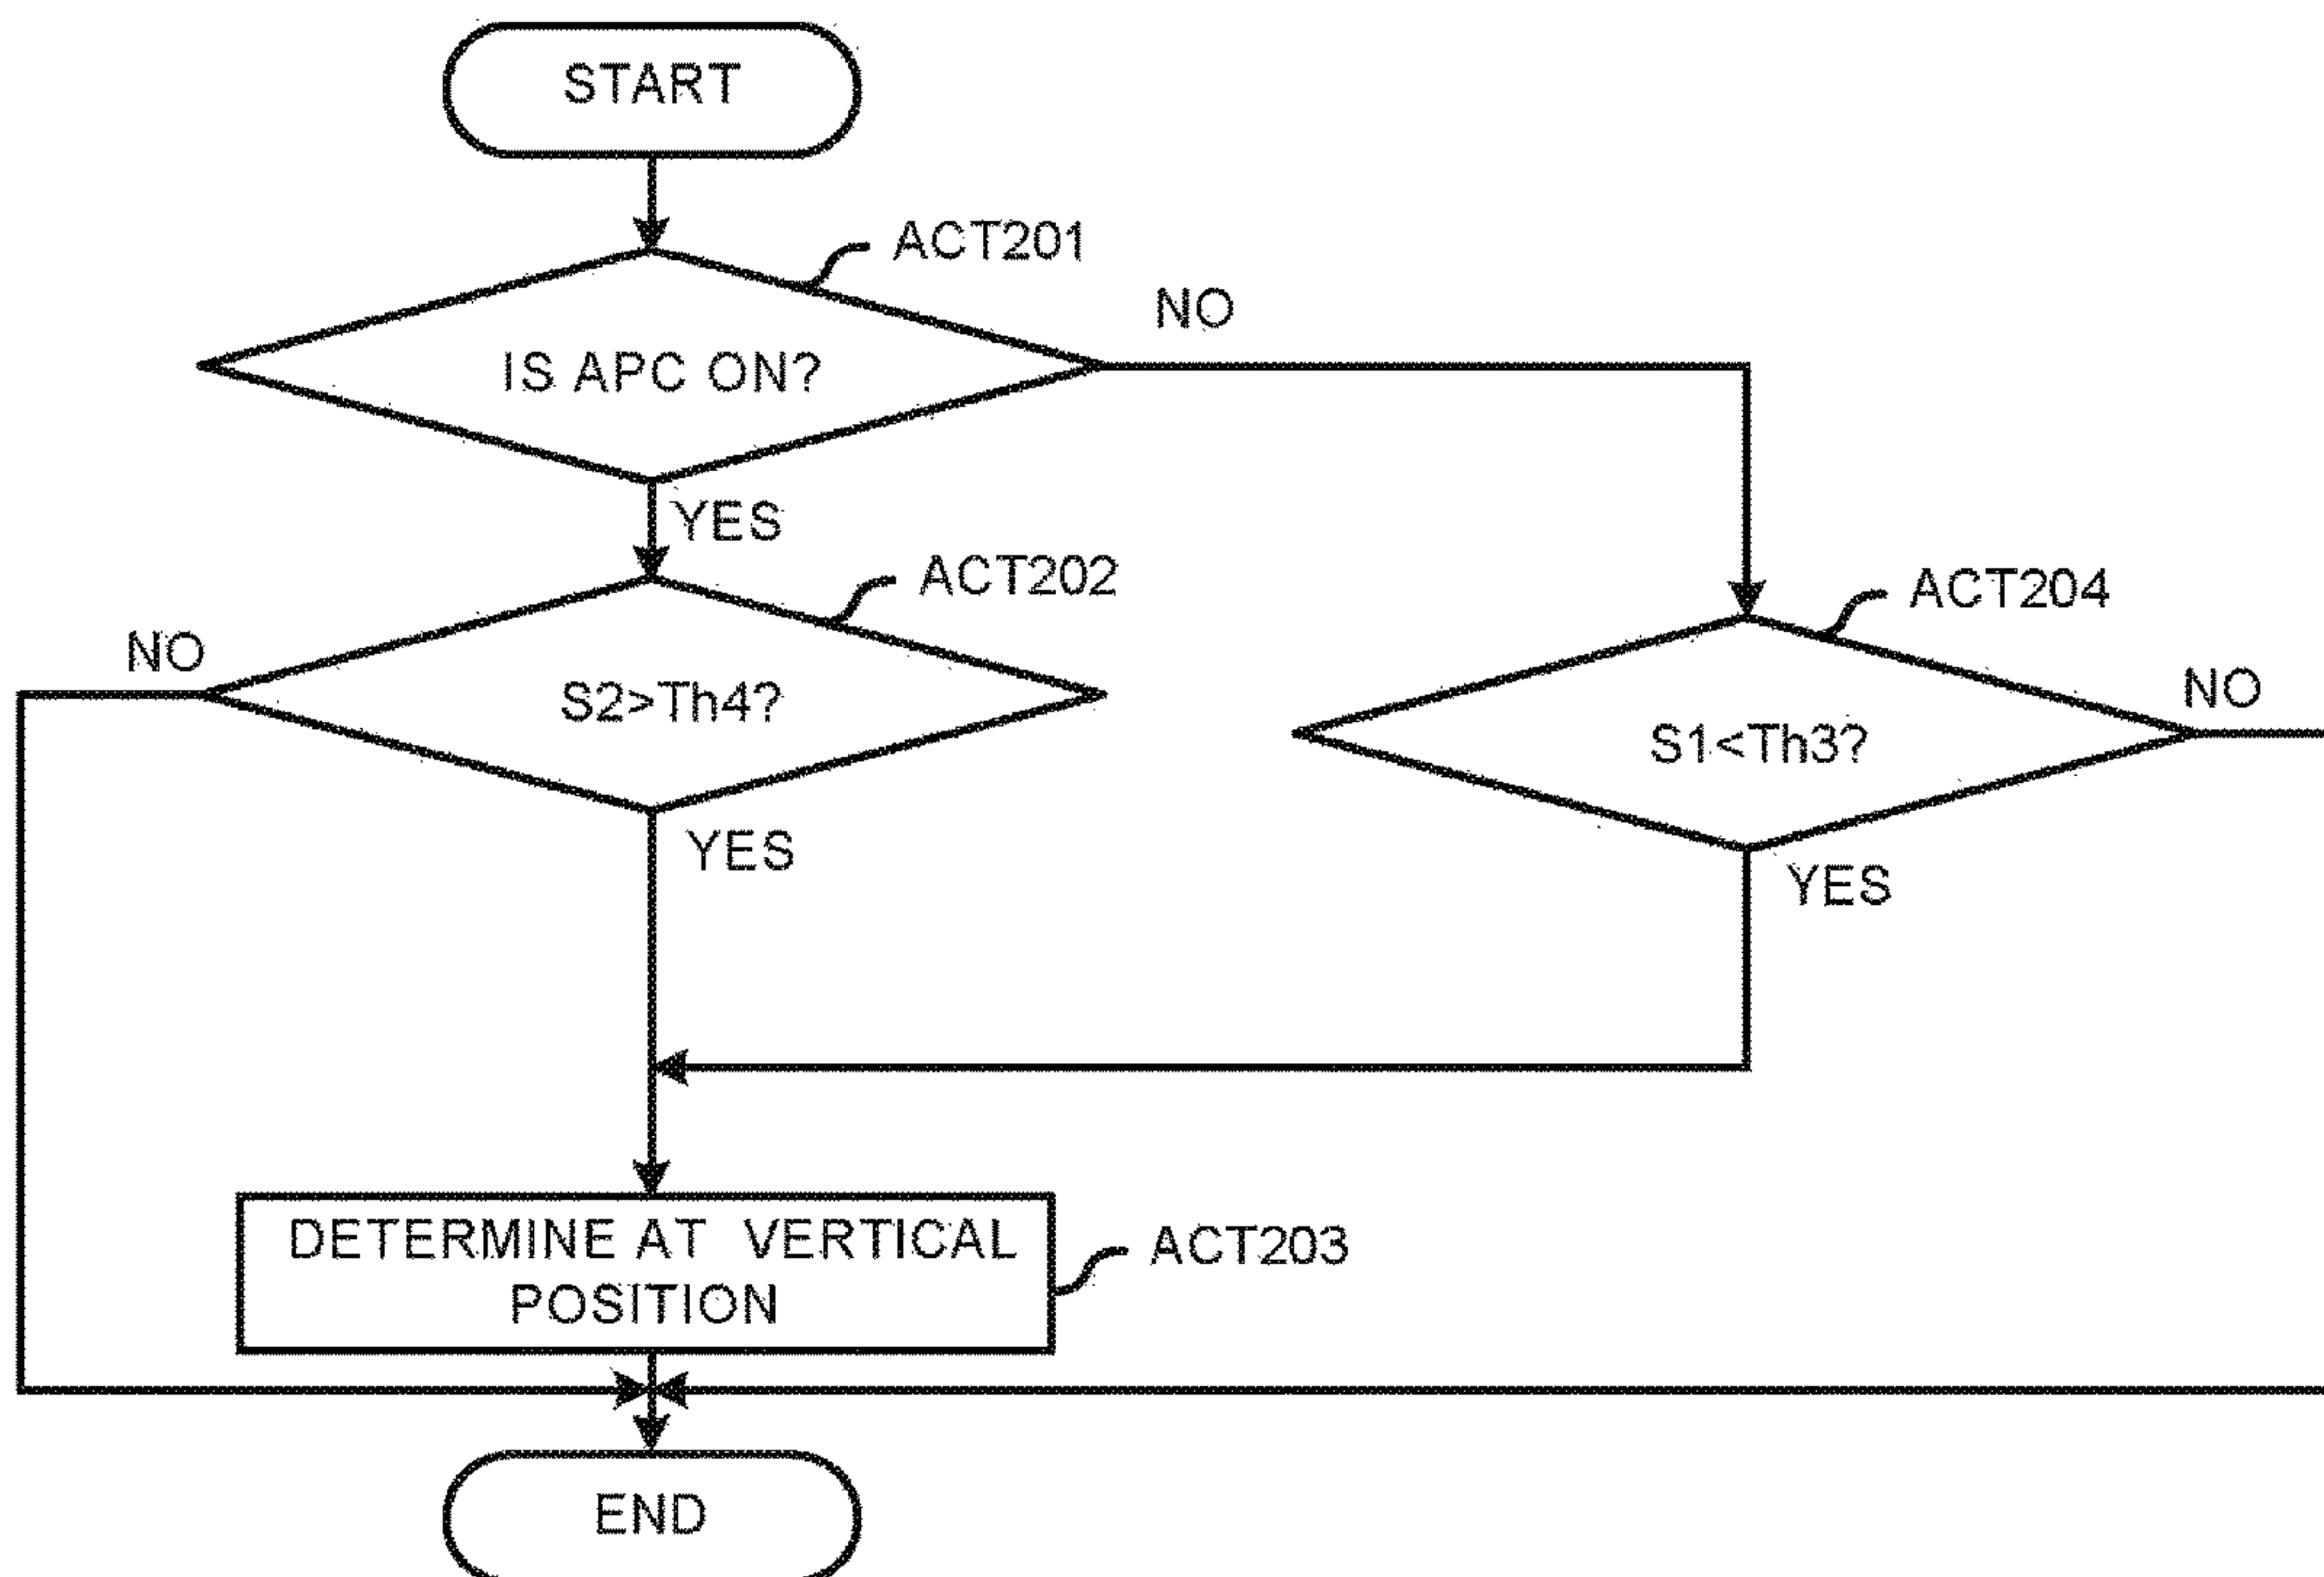 START
ACT201
NO
IS APC ON?
YES
ACT202
ACT204
NO
NO
S2>Th4?
S1<Th3?
YES
YES
DETERMINE AT VERTICAL
POSITION
ACT203
END